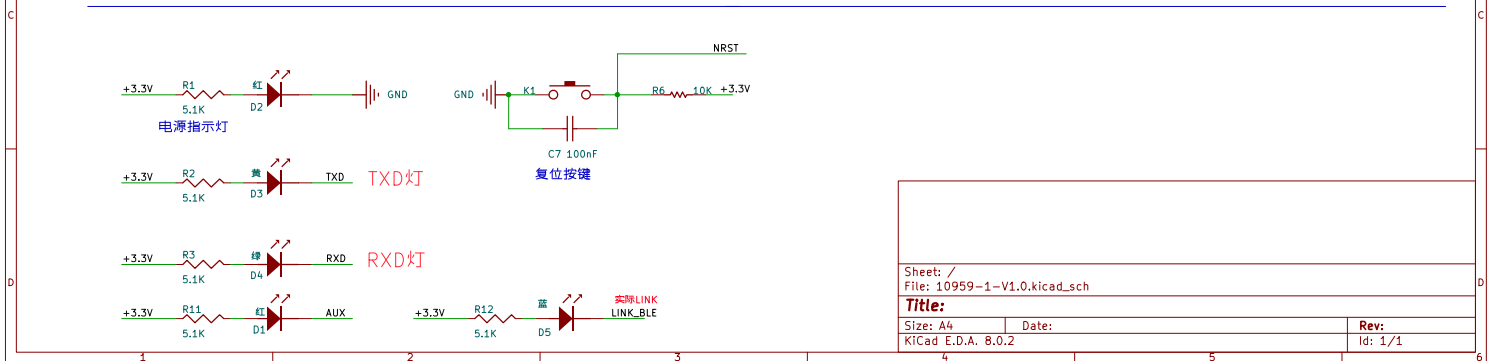 C
C
NRST
+3.3V
R1
红
GND
5.1K
D2
电源指示灯
GND
K1
R6
10K
+3.3V
C7 100nF
复位按键
+3.3V
R2
黄
TXD
TXD灯
5.1K
D3
+3.3V
R3
绿
RXD
RXD灯
5.1K
D4
+3.3V
R11
红
AUX
5.1K
D1
+3.3V
R12
蓝
实际LINK
LINK_BLE
5.1K
D5
D
D
Sheet: /
File: 10959-1-V1.0.kicad_sch
Title:
Size: A4
Date:
Rev:
KiCad E.D.A. 8.0.2
Id: 1/1
1
2
3
4
5
6